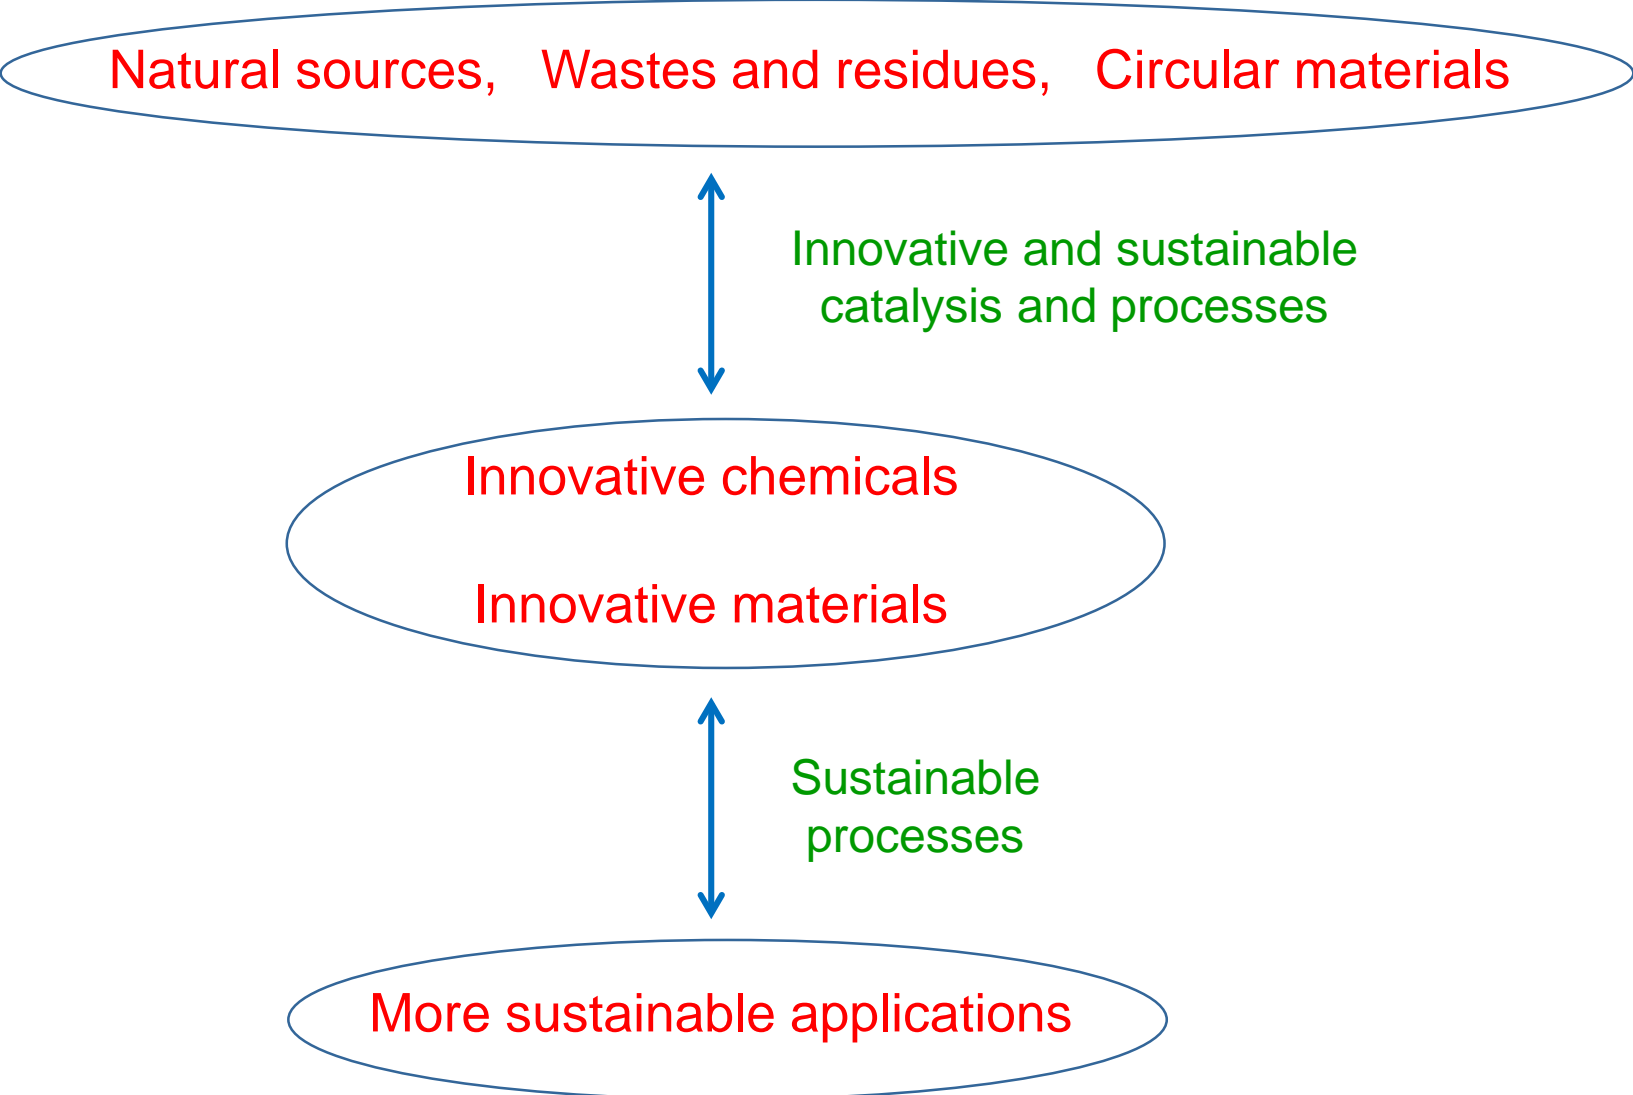 Natural sources, Wastes and residues, Circular materials
Innovative and sustainable
catalysis and processes
Innovative chemicals
Innovative materials
Sustainable
processes
More sustainable applications